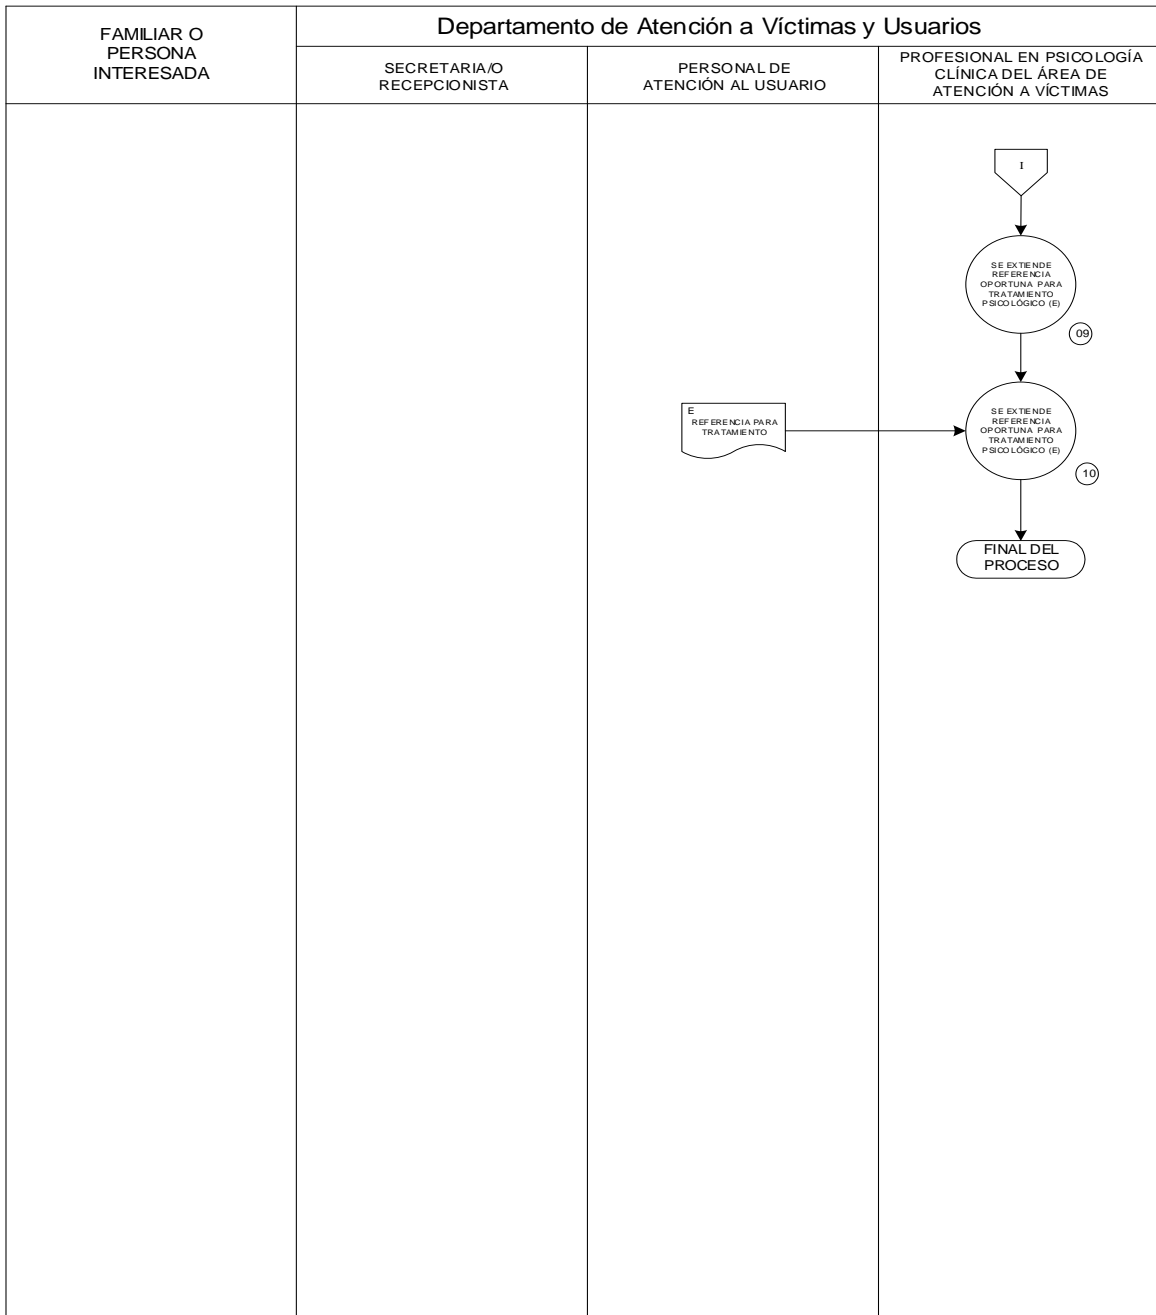 FAMILIAR O
PERSONA
INTERESADA
Departamento de Atención a Víctimas y Usuarios
SECRETARIA/O
RECEPCIONISTA
PERSONAL DE
ATENCIÓN AL USUARIO
PROFESIONAL EN PSICOLOGÍA
CLÍNICA DEL ÁREA DE
ATENCIÓN A VÍCTIMAS
I
SE EXTIENDE
REFERENCIA
OPORTUNA PARA
TRATAMIENTO
PSICOLÓGICO (E)
09
E
REFERENCIA PARA
TRATAMIENTO
SE EXTIENDE
REFERENCIA
OPORTUNA PARA
TRATAMIENTO
PSICOLÓGICO (E)
10
FINAL DEL
PROCESO